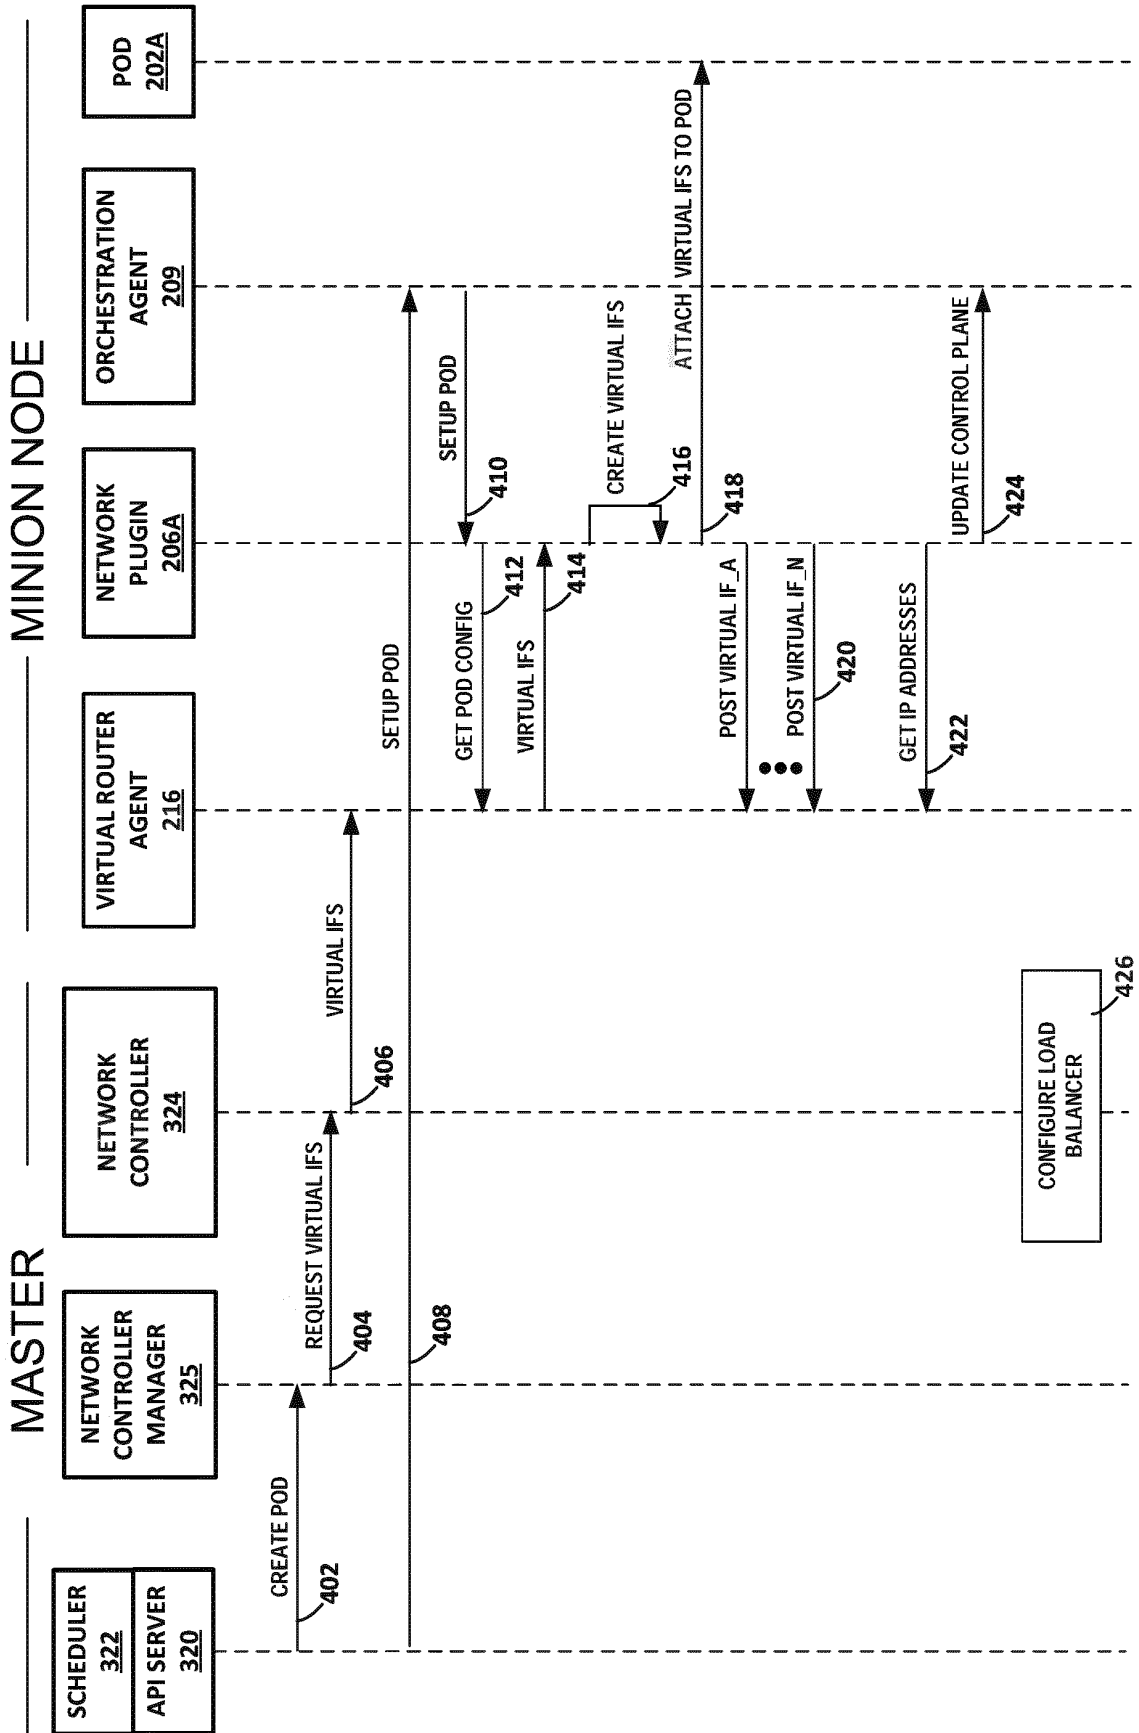 MASTER
MINION NODE
SCHEDULER
322
API SERVER
320
NETWORK
CONTROLLER
MANAGER
325
NETWORK
CONTROLLER
324
VIRTUAL ROUTER
AGENT
216
NETWORK
PLUGIN
206A
ORCHESTRATION
AGENT
209
POD
202A
CREATE POD
402
REQUEST VIRTUAL IFS
404
VIRTUAL IFS
406
SETUP POD
408
SETUP POD
410
GET POD CONFIG
412
VIRTUAL IFS
414
CREATE VIRTUAL IFS
416
ATTACH VIRTUAL IFS TO POD
418
POST VIRTUAL IF_A
POST VIRTUAL IF_N
420
GET IP ADDRESSES
422
UPDATE CONTROL PLANE
424
CONFIGURE LOAD
BALANCER
426